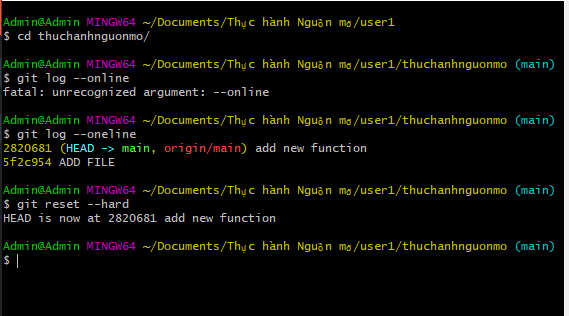 Admin@Admin MINGW64 ~/Documents/Thực hành Nguồn mở/user1
$ cd thuchanhnguonmo/
Admin@Admin MINGW64 ~/Documents/Thực hành Nguồn mở/user1/thuchanhnguonmo (main)
$ git log --online
fatal: unrecognized argument: --online
Admin@Admin MINGW64 ~/Documents/Thực hành Nguồn mở/user1/thuchanhnguonmo (main)
$ git log --oneline
2820681 (HEAD -> main, origin/main) add new function
5f2c954 ADD FILE
Admin@Admin MINGW64 ~/Documents/Thực hành Nguồn mở/user1/thuchanhnguonmo (main)
$ git reset --hard
HEAD is now at 2820681 add new function
Admin@Admin MINGW64 ~/Documents/Thực hành Nguồn mở/user1/thuchanhnguonmo (main)
$